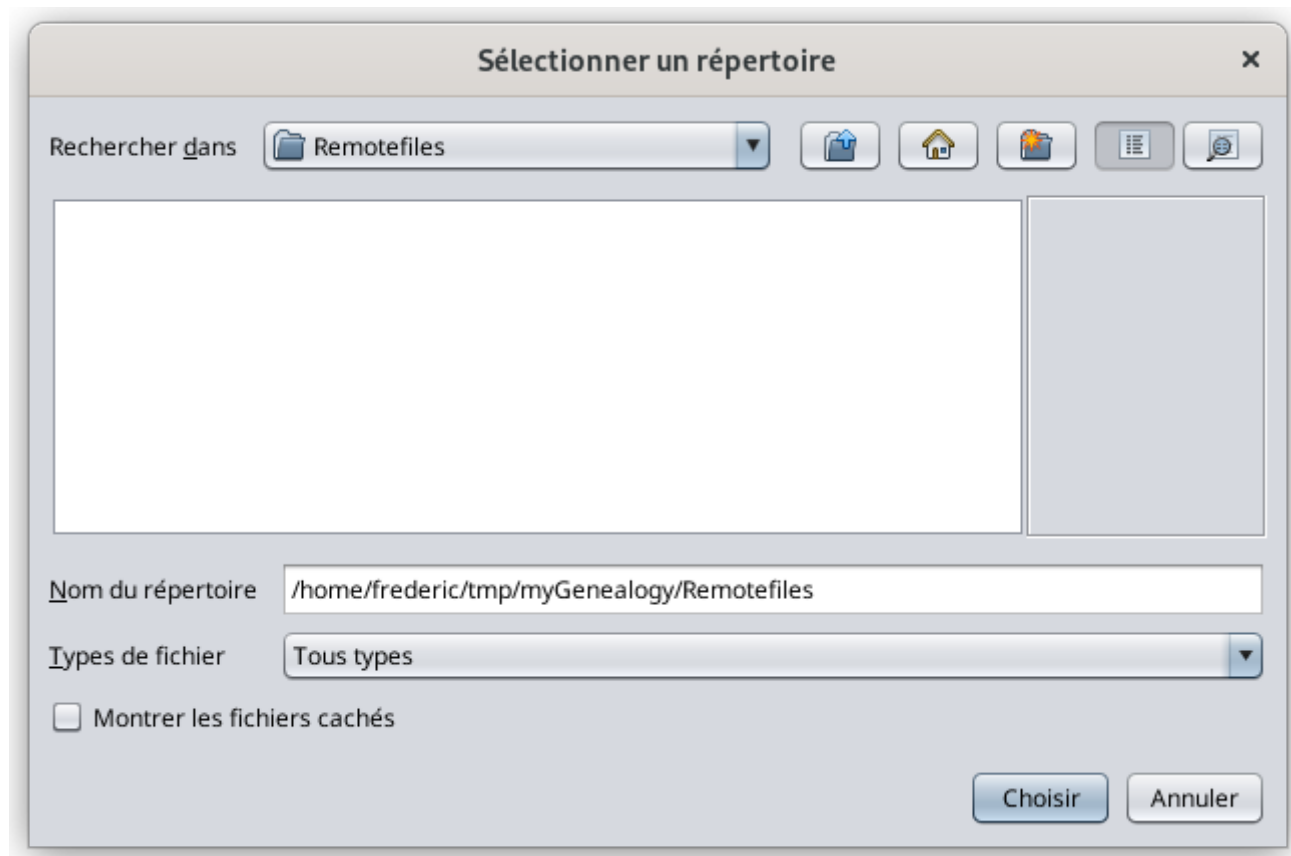 Sélectionner un répertoire
Rechercher dans Remotefiles
Nom du répertoire /home/frederic/tmp/myGenealogy/Remotefiles
Types de fichier Tous types
Montrer les fichiers cachés
Choisir Annuler